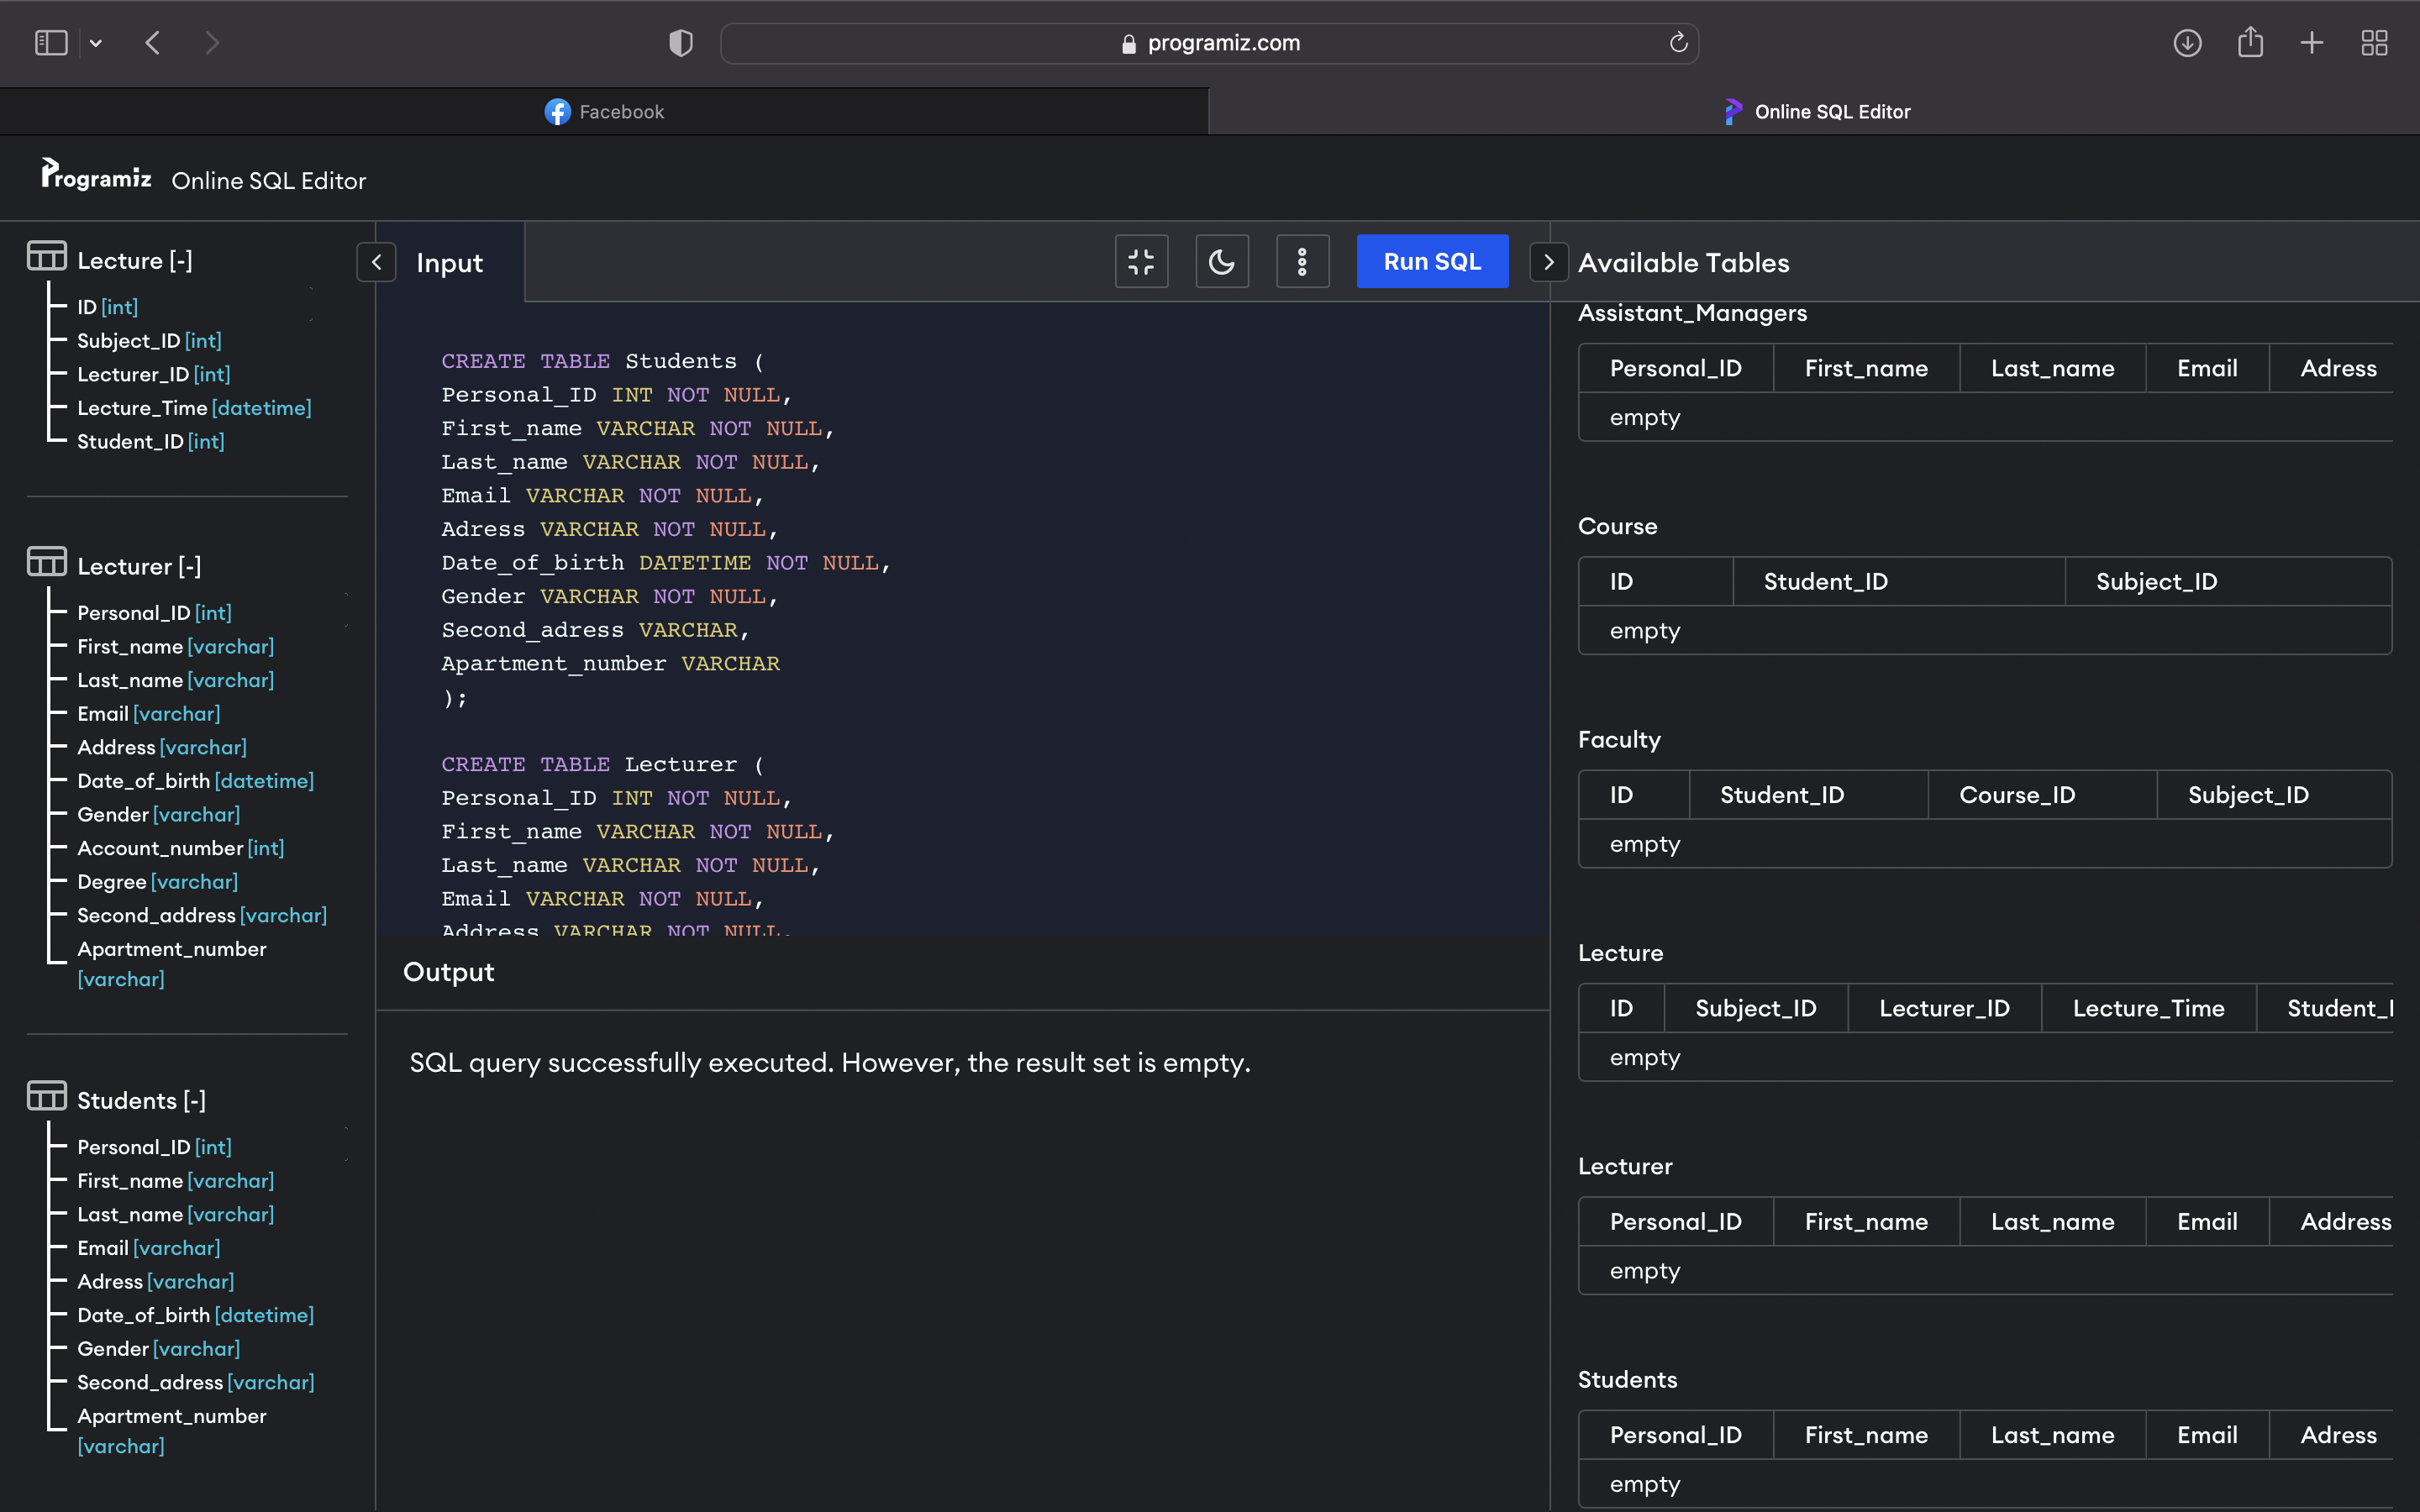 programiz.com
Facebook
Online SQL Editor
Programiz Online SQL Editor
Lecture [-]
ID [int]
Subject_ID [int]
Lecturer_ID [int]
Lecture_Time [datetime]
Student_ID [int]
Lecturer [-]
Personal_ID [int]
First_name [varchar]
Last_name [varchar]
Email [varchar]
Address [varchar]
Date_of_birth [datetime]
Gender [varchar]
Account_number [int]
Degree [varchar]
Second_address [varchar]
Apartment_number
[varchar]
Students [-]
Personal_ID [int]
First_name [varchar]
Last_name [varchar]
Email [varchar]
Adress [varchar]
Date_of_birth [datetime]
Gender [varchar]
Second_adress [varchar]
Apartment_number
[varchar]
Input
Run SQL
CREATE TABLE Students (
Personal_ID INT NOT NULL,
First_name VARCHAR NOT NULL,
Last_name VARCHAR NOT NULL,
Email VARCHAR NOT NULL,
Adress VARCHAR NOT NULL,
Date_of_birth DATETIME NOT NULL,
Gender VARCHAR NOT NULL,
Second_adress VARCHAR,
Apartment_number VARCHAR
);
CREATE TABLE Lecturer (
Personal_ID INT NOT NULL,
First_name VARCHAR NOT NULL,
Last_name VARCHAR NOT NULL,
Email VARCHAR NOT NULL,
Address VARCHAR NOT NULL,
Output
SQL query successfully executed. However, the result set is empty.
Available Tables
Assistant_Managers
Personal_ID First_name Last_name Email Adress
empty
Course
ID Student_ID Subject_ID
empty
Faculty
ID Student_ID Course_ID Subject_ID
empty
Lecture
ID Subject_ID Lecturer_ID Lecture_Time Student_I
empty
Lecturer
Personal_ID First_name Last_name Email Address
empty
Students
Personal_ID First_name Last_name Email Adress
empty